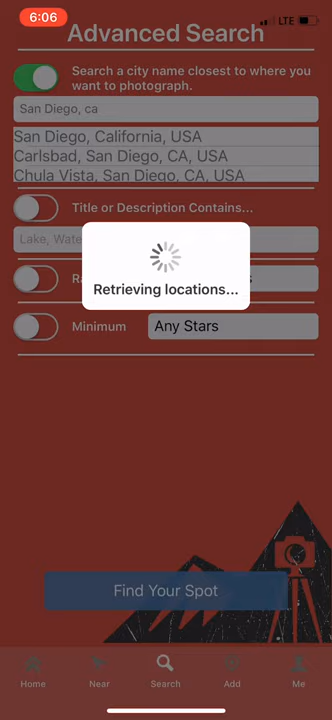 6:06
LTE
Advanced Search
Search a city name closest to where you
want to photograph.
San Diego, ca
San Diego, California, USA
Carlsbad, San Diego, CA, USA
Chula Vista, San Diego, CA, USA
Title or Description Contains...
Lake, Wate
Retrieving locations...
Minimum
Any Stars
Find Your Spot
Home
Near
Search
Add
Me